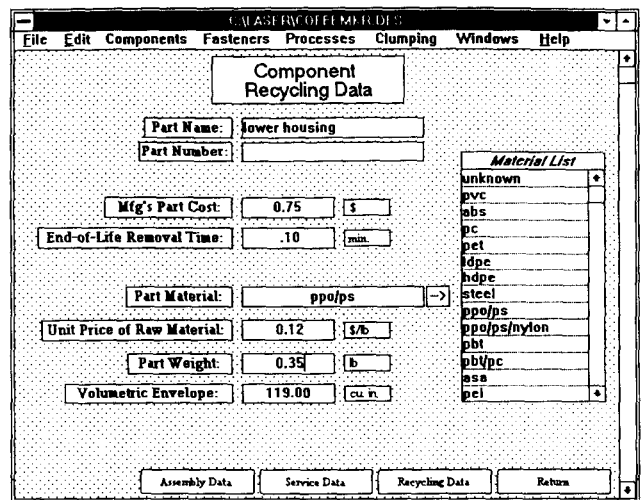 C:\LASER\COFFEMKR.DES
File Edit Components Fasteners Processes Clumping Windows Help
Component
Recycling Data
Part Name: lower housing
Part Number:
Mfg's Part Cost: 0.75 $
End-of-Life Removal Time: .10 min.
Part Material: ppo/ps -->
Unit Price of Raw Material: 0.12 $/lb
Part Weight: 0.35 lb
Volumetric Envelope: 119.00 cu. in.
Material List
unknown
pvc
abs
pc
pet
ldpe
hdpe
steel
ppo/ps
ppo/ps/nylon
pbt
pbt/pc
asa
pei
Assembly Data Service Data Recycling Data Return